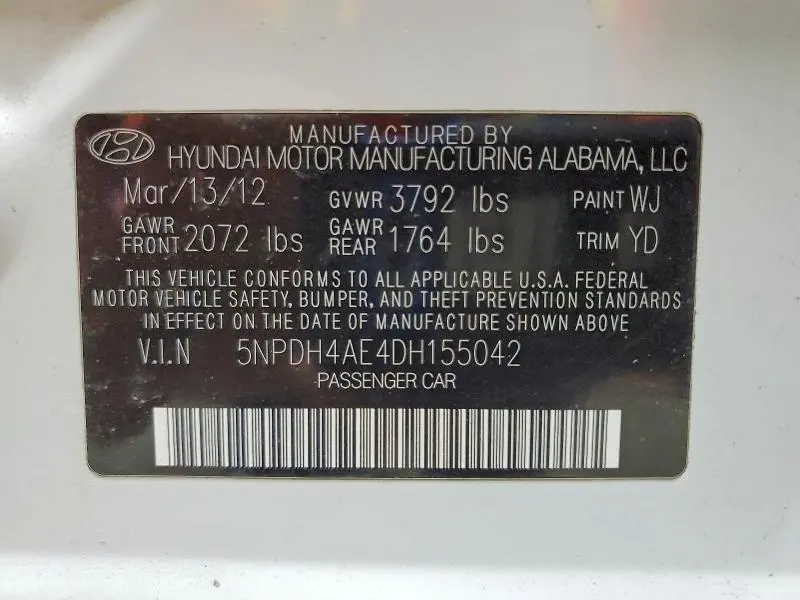 MANUFACTURED BY
HYUNDAI MOTOR MANUFACTURING ALABAMA, LLC
Mar/13/12 GVWR 3792 lbs PAINT WJ
GAWR FRONT 2072 lbs GAWR REAR 1764 lbs TRIM YD
THIS VEHICLE CONFORMS TO ALL APPLICABLE U.S.A. FEDERAL
MOTOR VEHICLE SAFETY, BUMPER, AND THEFT PREVENTION STANDARDS
IN EFFECT ON THE DATE OF MANUFACTURE SHOWN ABOVE
V.I.N 5NPDH4AE4DH155042
PASSENGER CAR